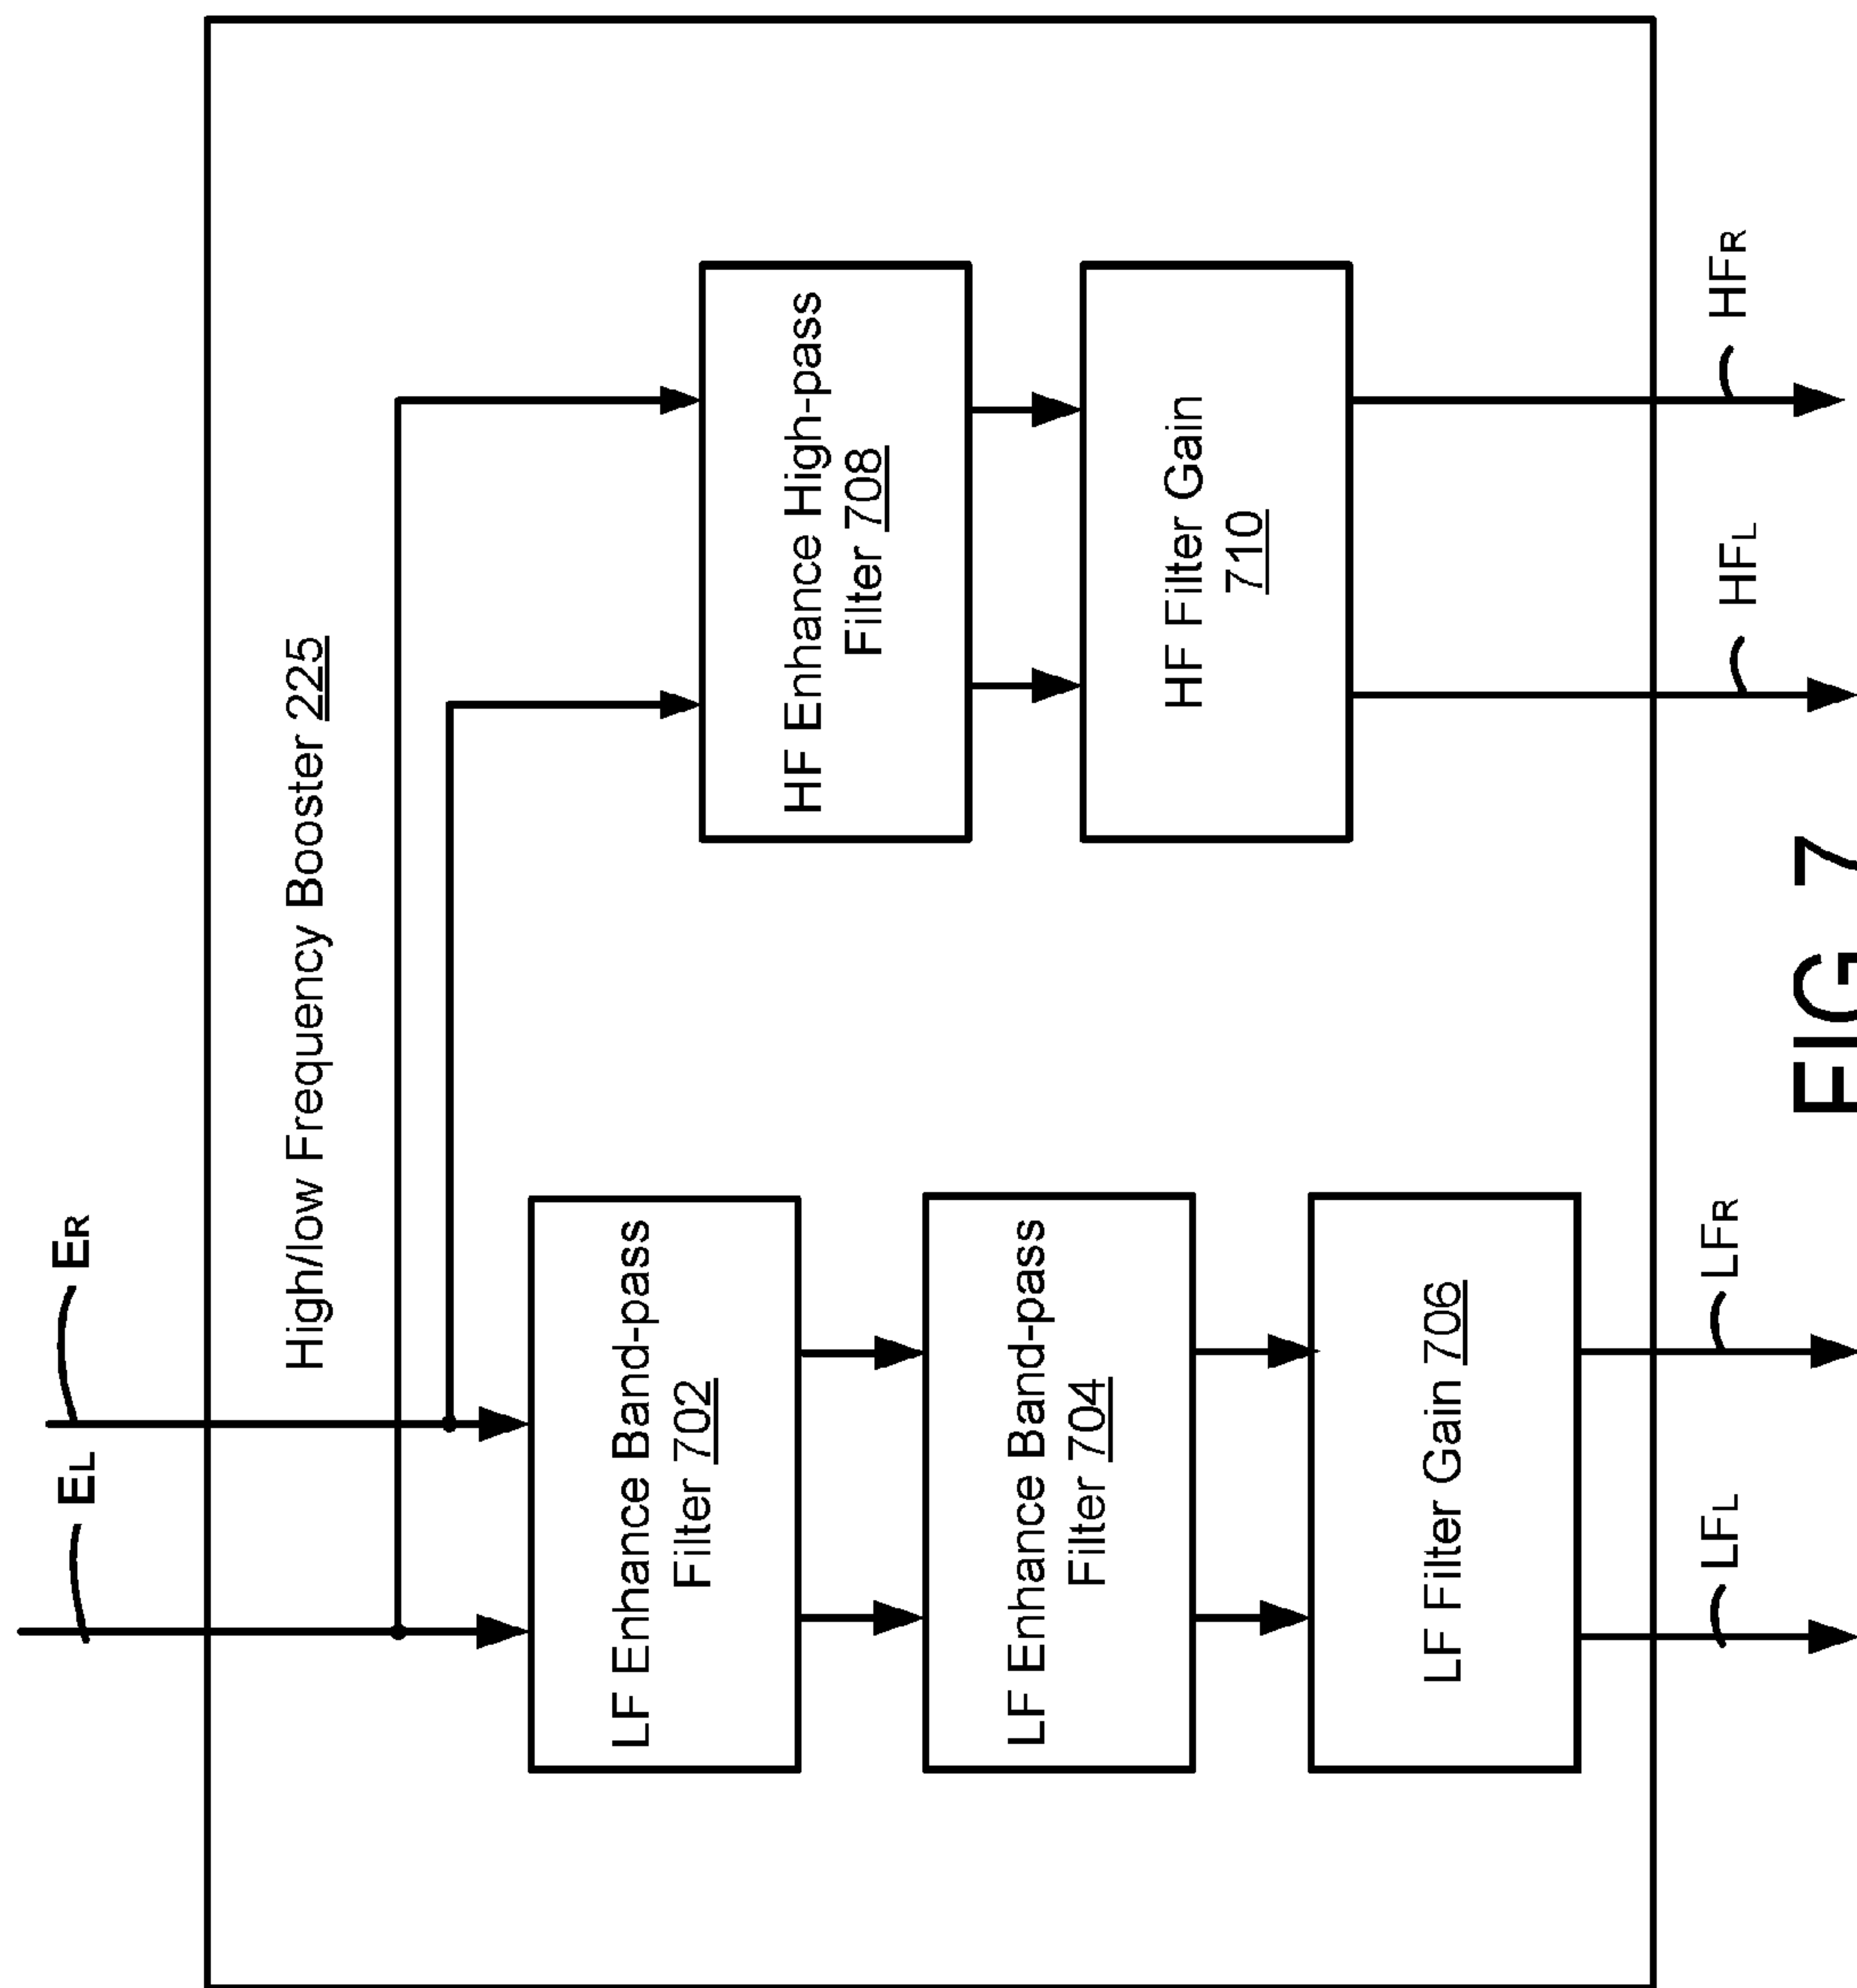 EL
ER
High/low Frequency Booster 225
LF Enhance Band-pass
Filter 702
HF Enhance High-pass
Filter 708
LF Enhance Band-pass
Filter 704
HF Filter Gain
710
LF Filter Gain 706
LFL
LFR
HFL
HFR
FIG 7